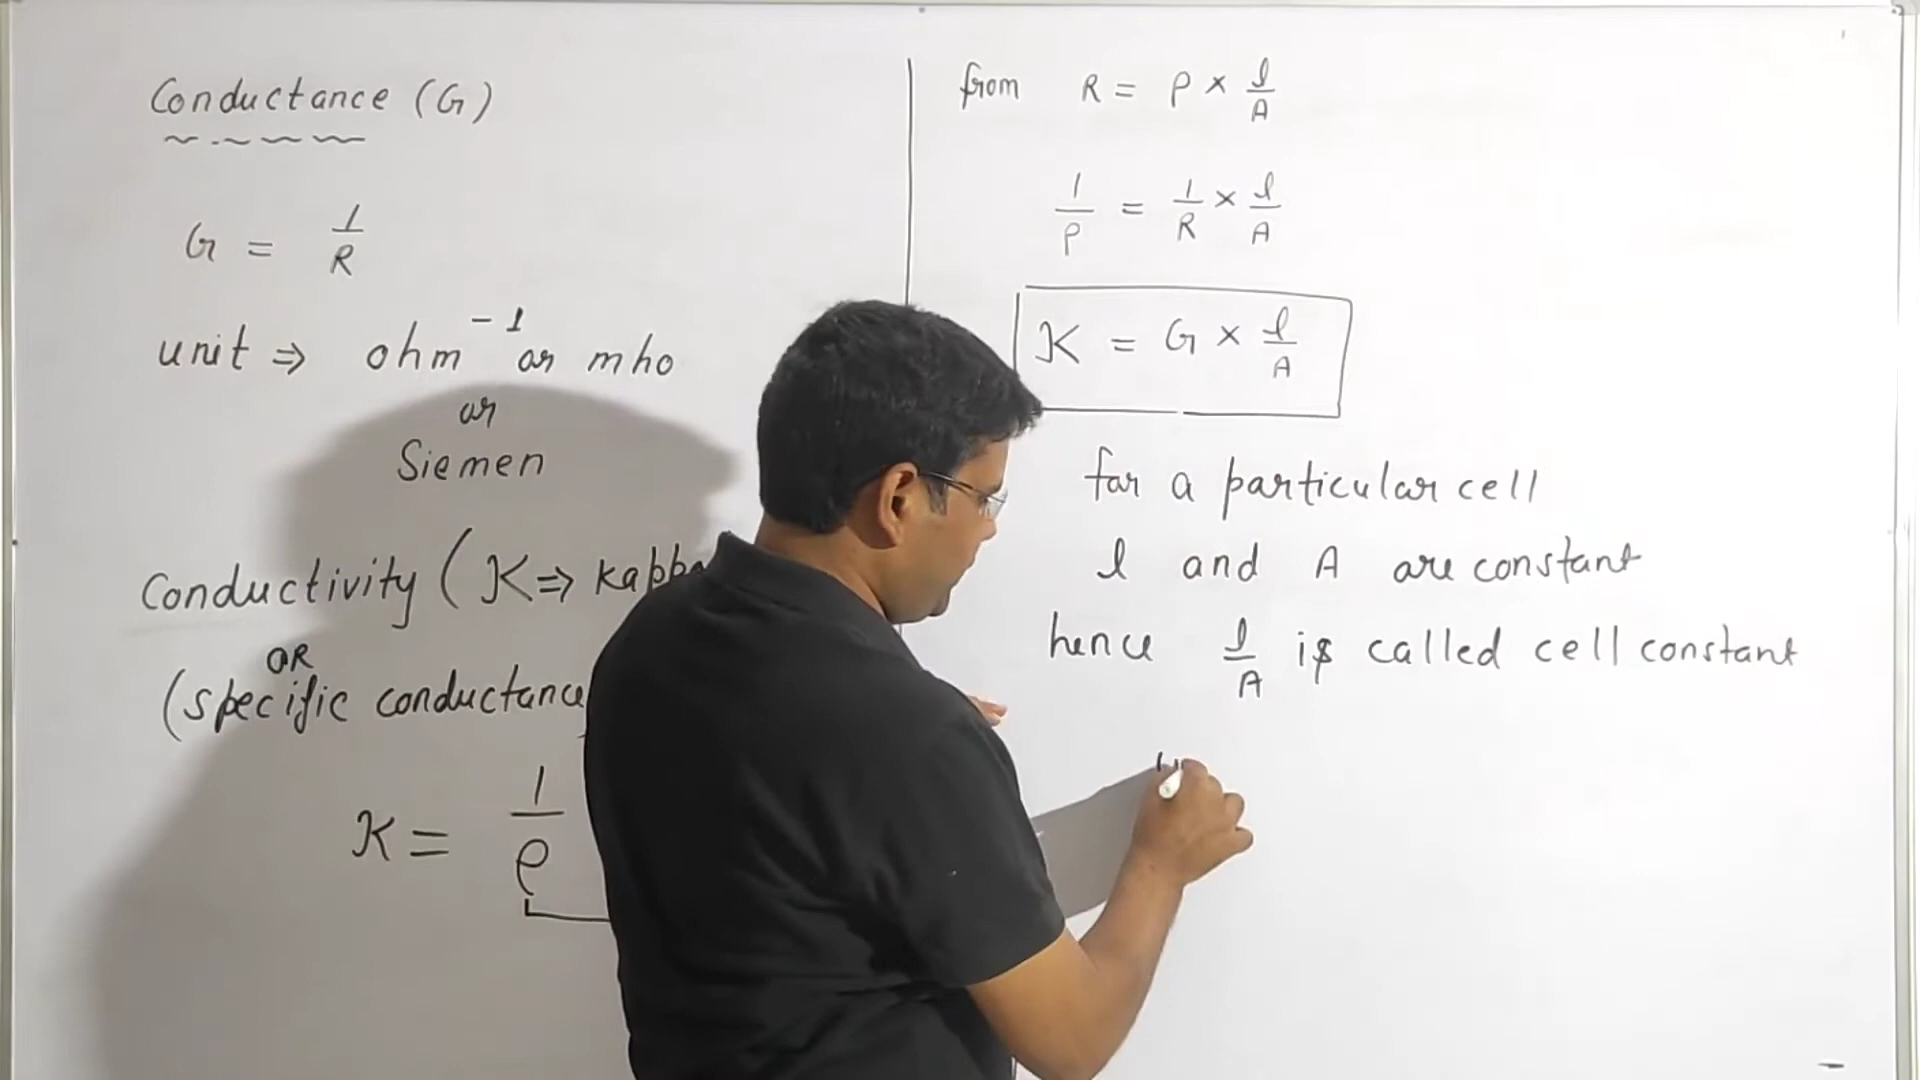 Conductance (G)
G = 1/R
unit ⇒ ohm⁻¹ or mho
or
Siemen
Conductivity ( K ⇒ kappa
OR
(specific conductance
K = 1/ρ
from R = ρ × l/A
1/ρ = 1/R × l/A
K = G × l/A
for a particular cell
l and A are constant
hence l/A is called cell constant